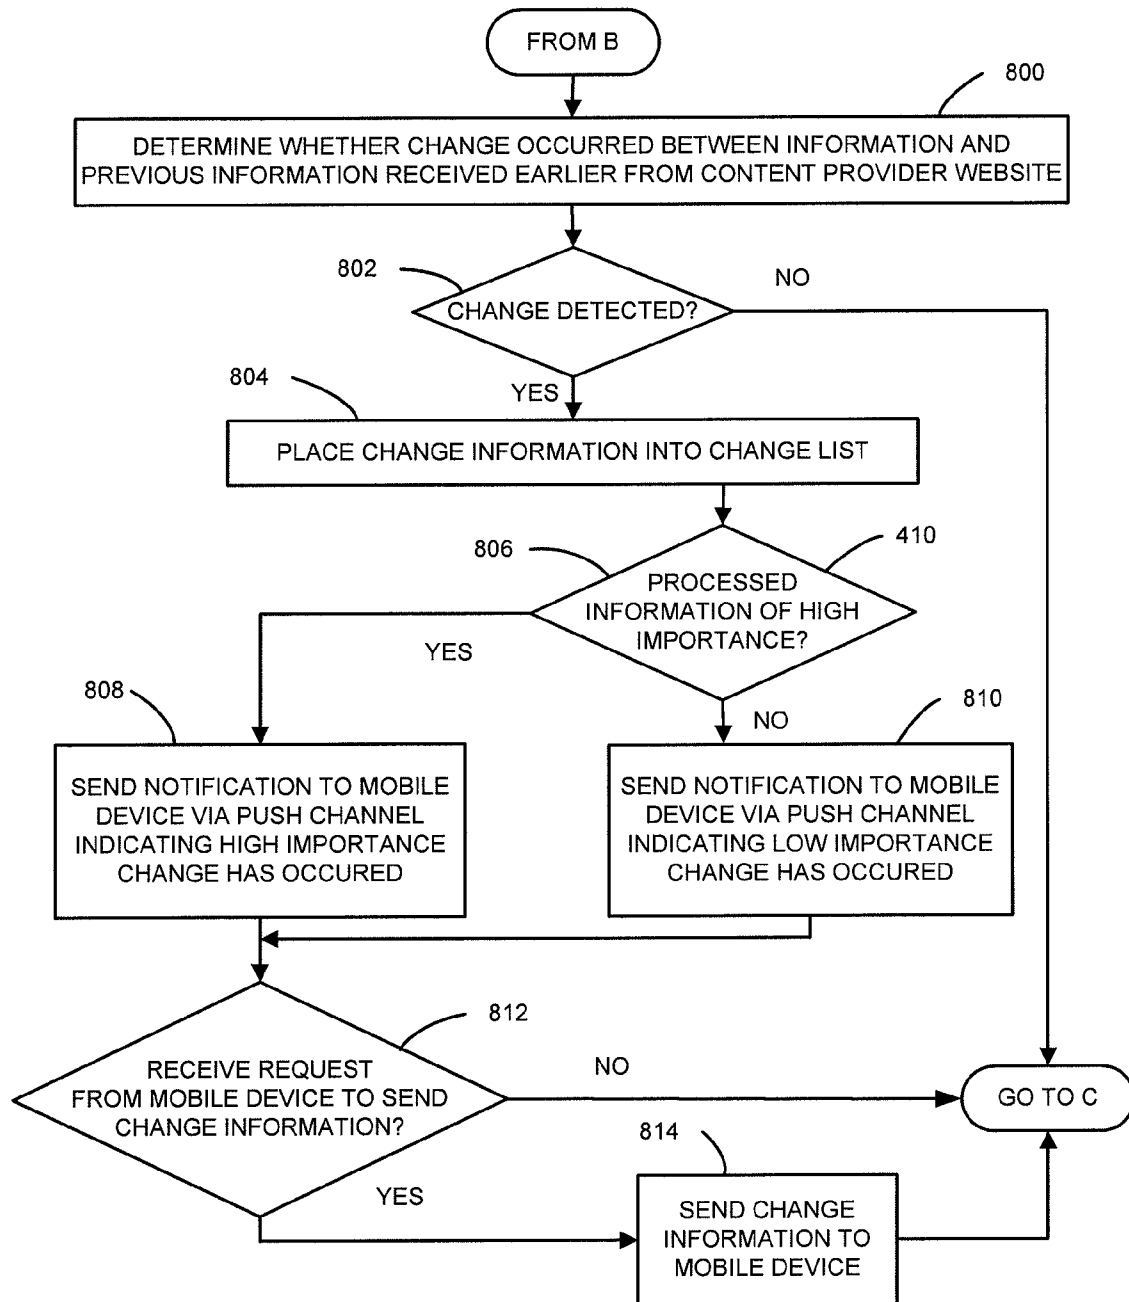 FROM B
800
DETERMINE WHETHER CHANGE OCCURRED BETWEEN INFORMATION AND
PREVIOUS INFORMATION RECEIVED EARLIER FROM CONTENT PROVIDER WEBSITE
802
NO
CHANGE DETECTED?
804
YES
PLACE CHANGE INFORMATION INTO CHANGE LIST
806
410
PROCESSED
INFORMATION OF HIGH
IMPORTANCE?
YES
808
NO
810
SEND NOTIFICATION TO MOBILE
DEVICE VIA PUSH CHANNEL
INDICATING HIGH IMPORTANCE
CHANGE HAS OCCURED
SEND NOTIFICATION TO MOBILE
DEVICE VIA PUSH CHANNEL
INDICATING LOW IMPORTANCE
CHANGE HAS OCCURED
812
RECEIVE REQUEST
FROM MOBILE DEVICE TO SEND
CHANGE INFORMATION?
NO
GO TO C
814
YES
SEND CHANGE
INFORMATION TO
MOBILE DEVICE